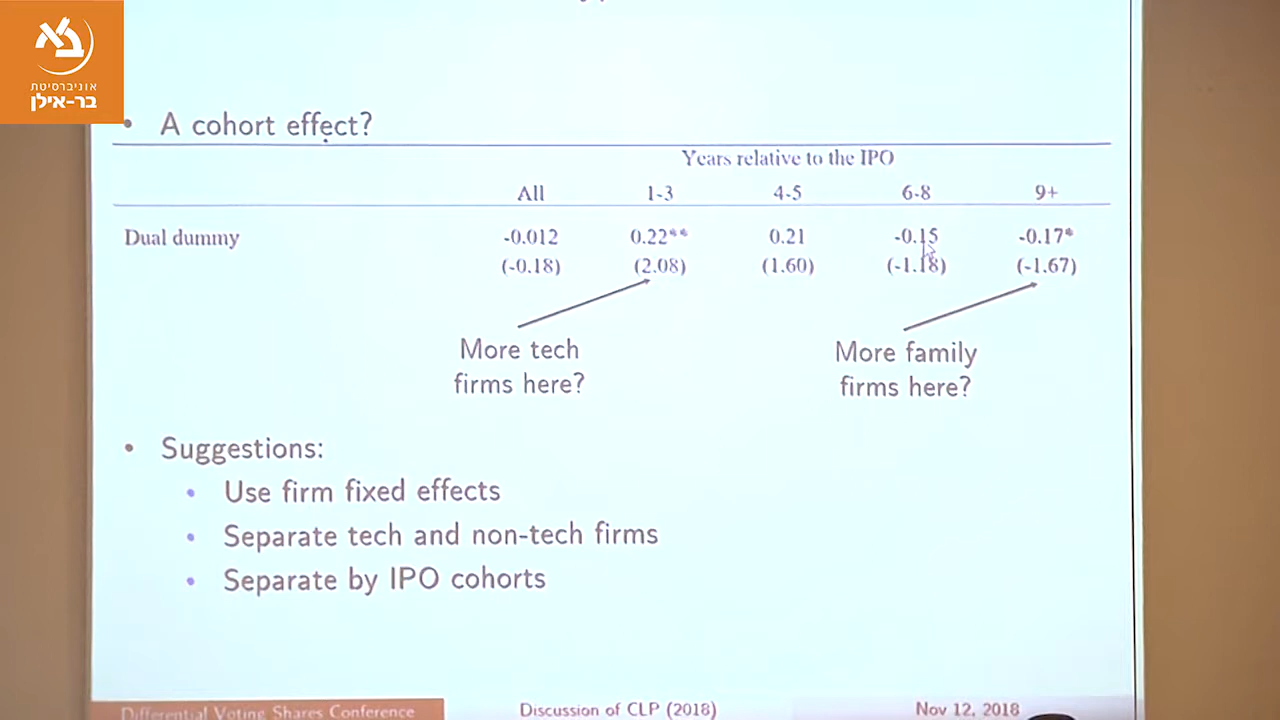 אוניברסיטת
בר-אילן
• A cohort effect?
Years relative to the IPO
All 1-3 4-5 6-8 9+
Dual dummy -0.012 0.22** 0.21 -0.15 -0.17*
(-0.18) (2.08) (1.60) (-1.18) (-1.67)
More tech
firms here?
More family
firms here?
• Suggestions:
• Use firm fixed effects
• Separate tech and non-tech firms
• Separate by IPO cohorts
Differential Voting Shares Conference Discussion of CLP (2018) Nov 12, 2018